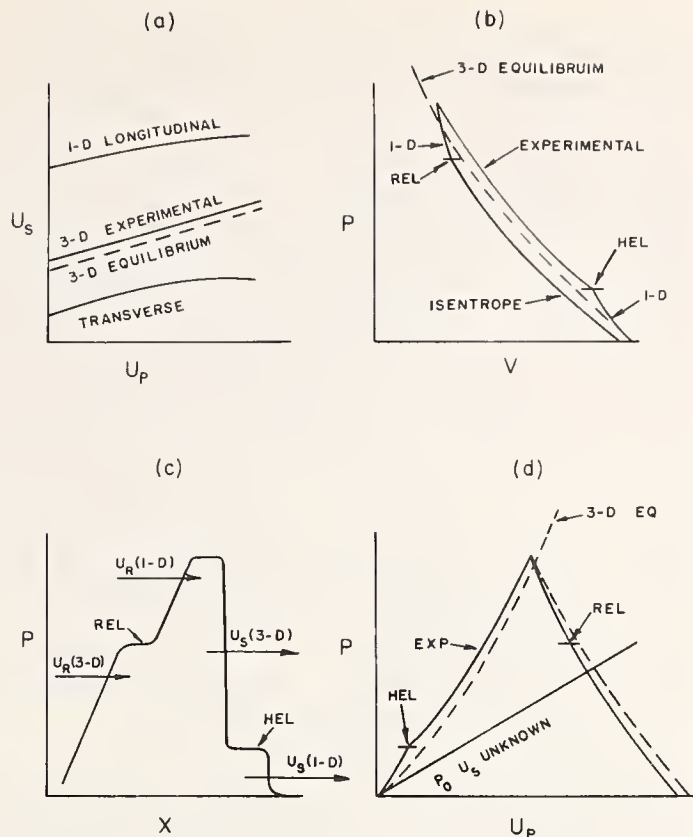 (a)
1-D LONGITUDINAL
3-D EXPERIMENTAL
3-D EQUILIBRIUM
TRANSVERSE
US
UP
(b)
3-D EQUILIBRUIM
1-D
EXPERIMENTAL
REL
HEL
1-D
ISENTROPE
P
V
(c)
UR(1-D)
REL
UR(3-D)
US(3-D)
HEL
US(1-D)
P
X
(d)
3-D EQ
REL
EXP
HEL
P0 US UNKNOWN
P
UP